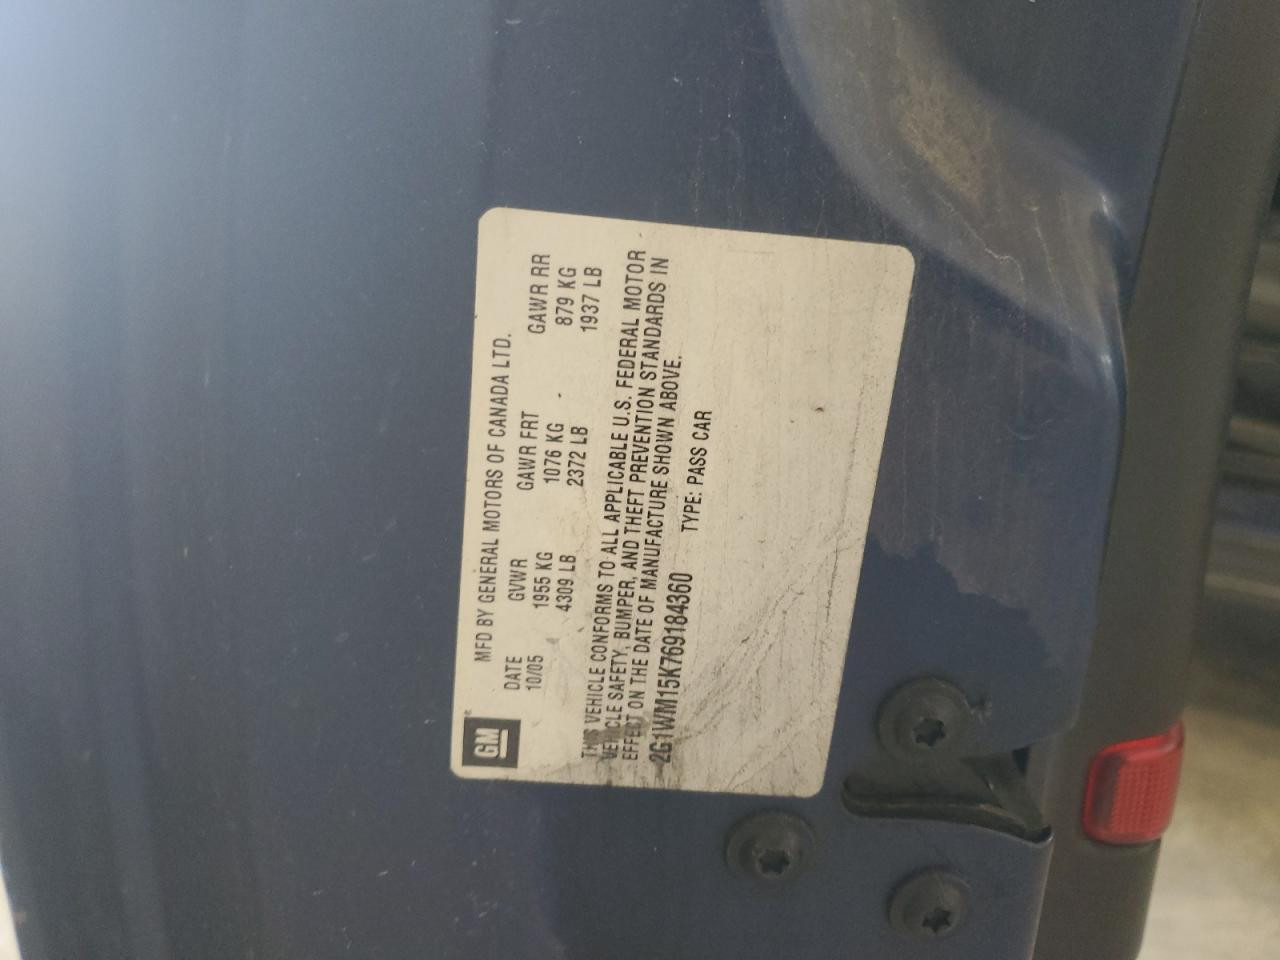 GM
MFD BY GENERAL MOTORS OF CANADA LTD.
DATE GVWR GAWR FRT GAWR RR
10/05 1955 KG 1076 KG 879 KG
4309 LB 2372 LB 1937 LB
THIS VEHICLE CONFORMS TO ALL APPLICABLE U.S. FEDERAL MOTOR
VEHICLE SAFETY, BUMPER, AND THEFT PREVENTION STANDARDS IN
EFFECT ON THE DATE OF MANUFACTURE SHOWN ABOVE.
2G1WM15K769184360 TYPE: PASS CAR